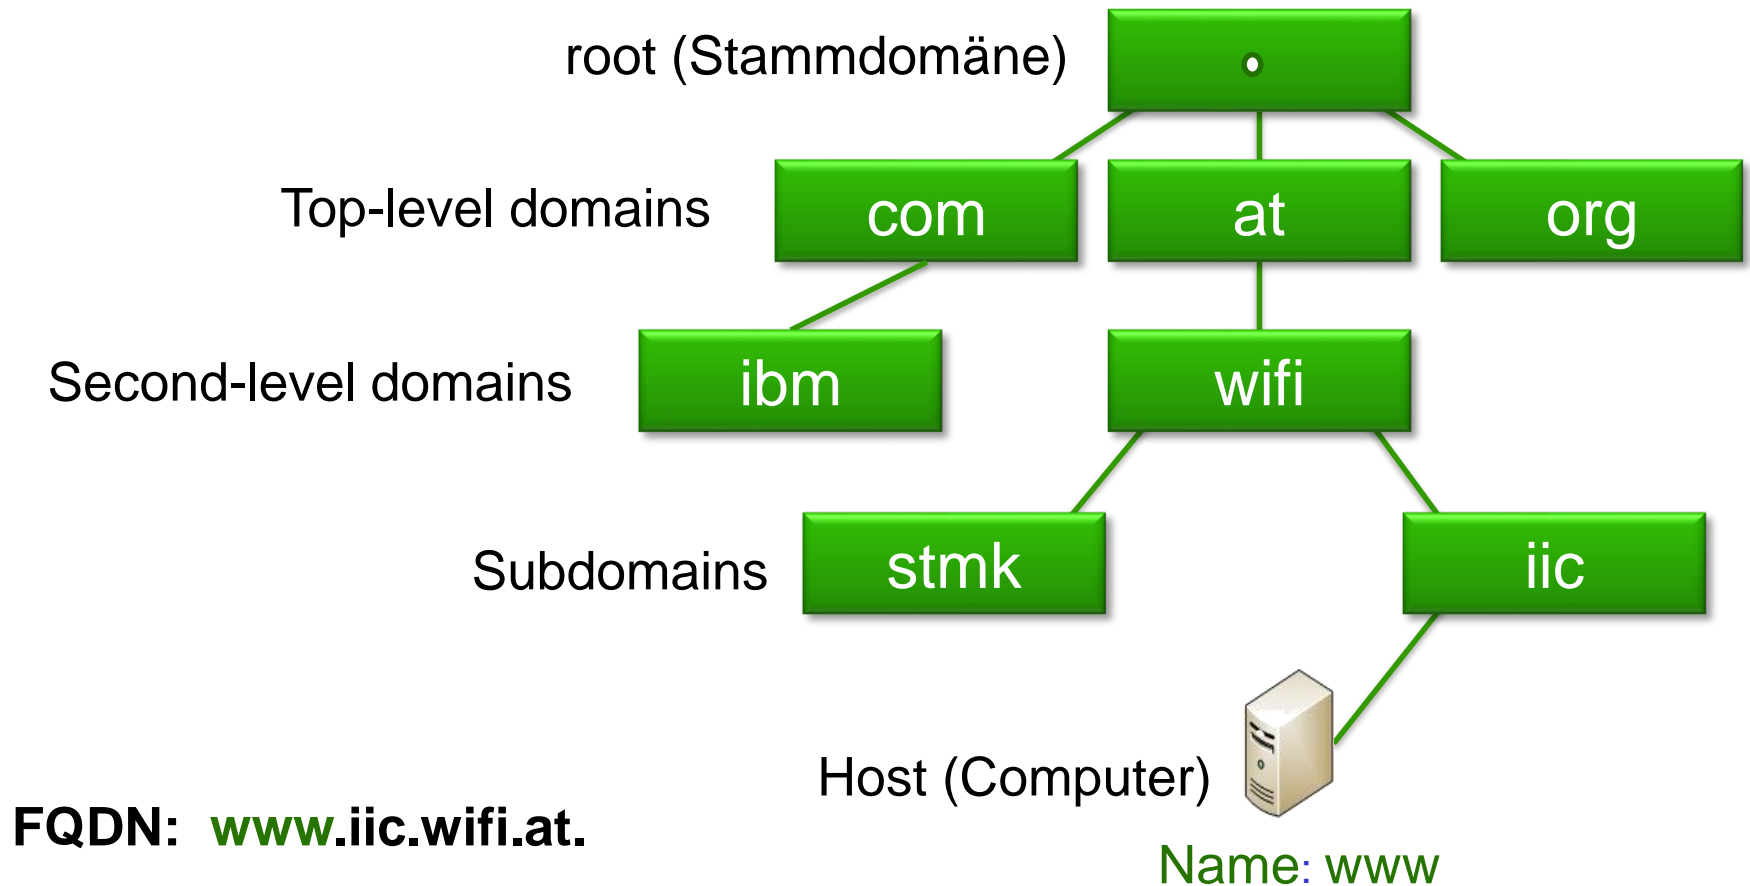 root (Stammdomäne)
.
Top-level domains
com
at
org
Second-level domains
ibm
wifi
Subdomains
stmk
iic
Host (Computer)
FQDN: www.iic.wifi.at.
Name: www